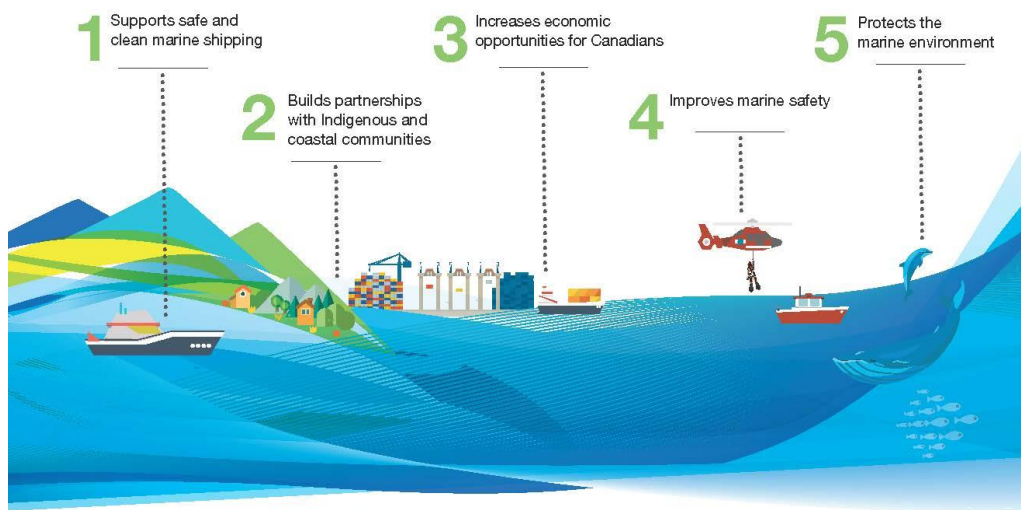 1
Supports safe and
clean marine shipping
2
Builds partnerships
with Indigenous and
coastal communities
3
Increases economic
opportunities for Canadians
4
Improves marine safety
5
Protects the
marine environment